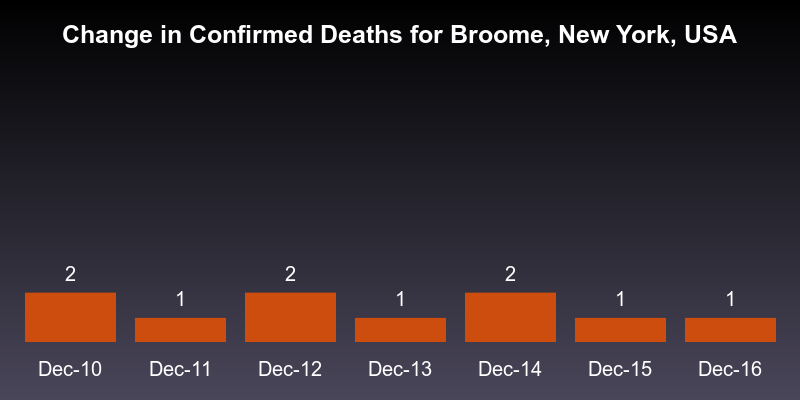 Change in Confirmed Deaths for Broome, New York, USA
2 1 2 1 2 1 1
Dec-10 Dec-11 Dec-12 Dec-13 Dec-14 Dec-15 Dec-16